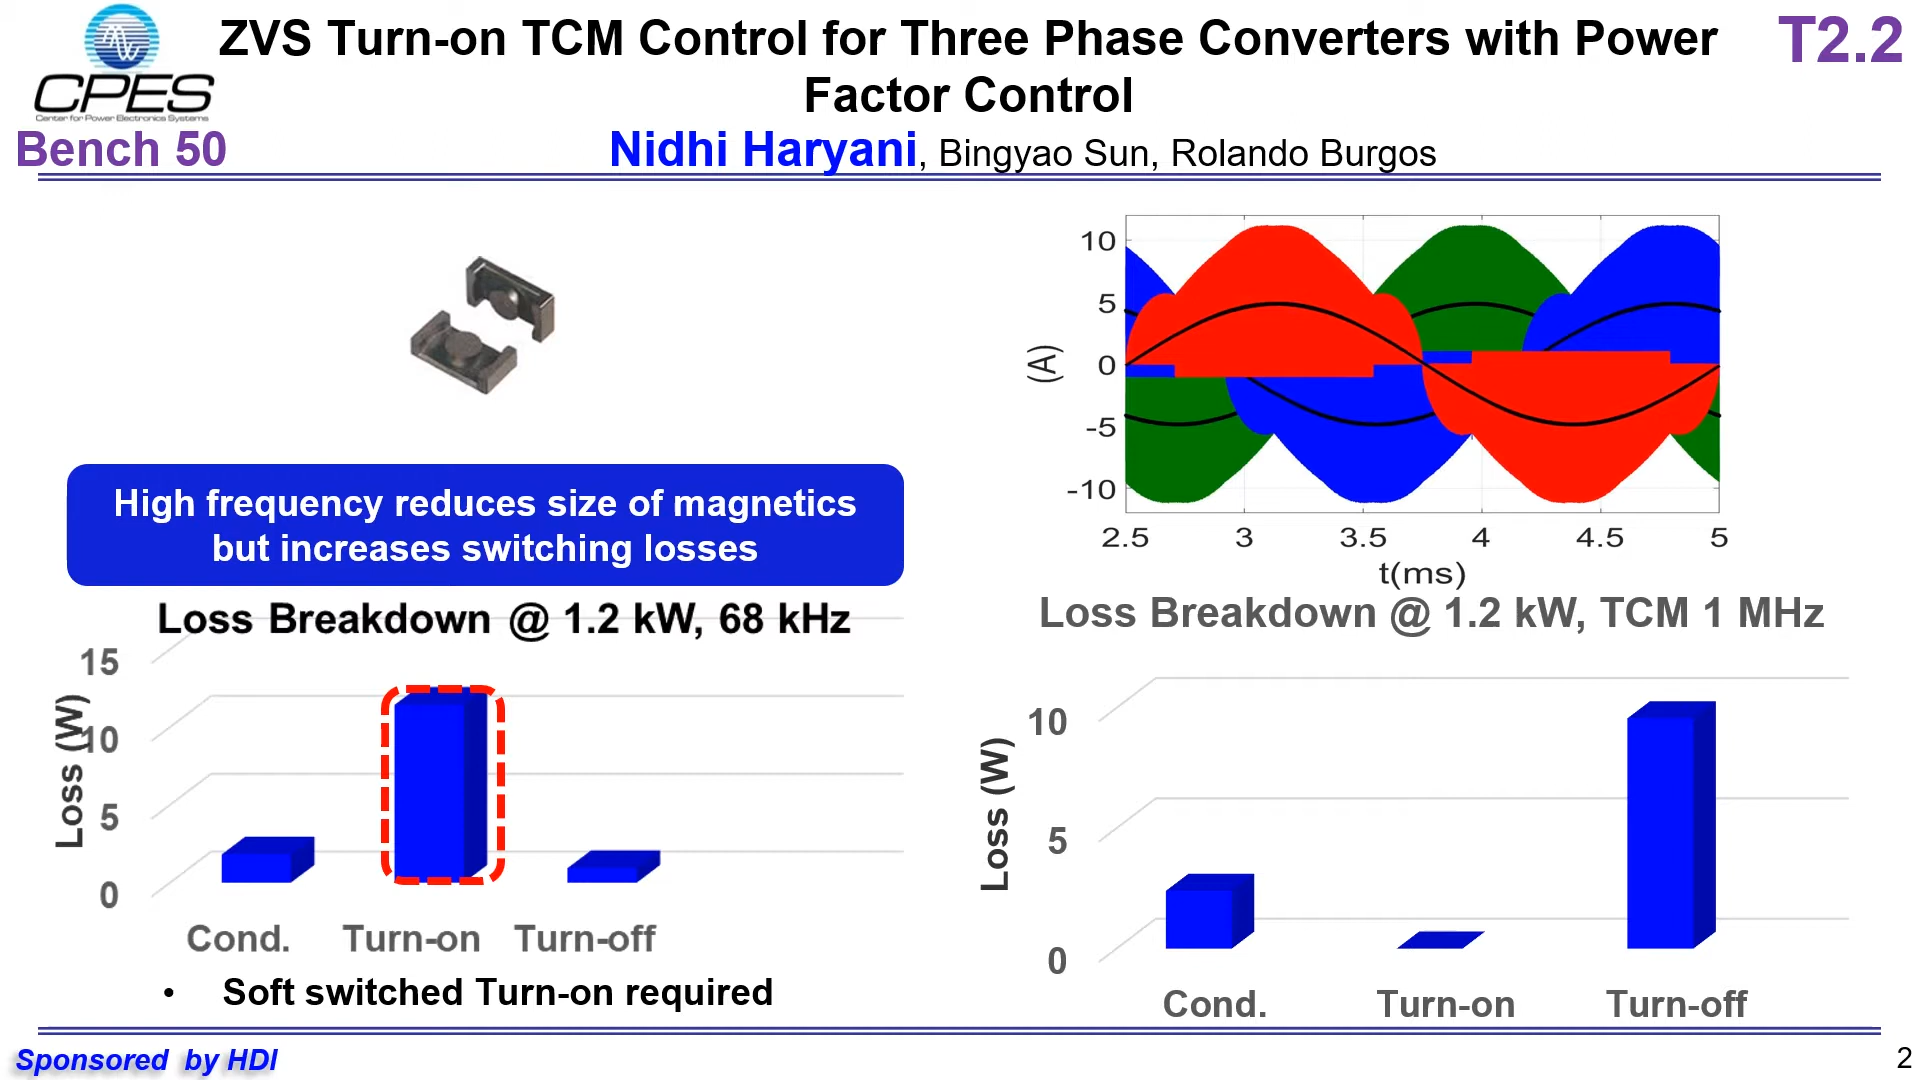 ZVS Turn-on TCM Control for Three Phase Converters with Power
Factor Control
T2.2
CPES
Center for Power Electronics Systems
Bench 50
Nidhi Haryani, Bingyao Sun, Rolando Burgos
High frequency reduces size of magnetics
but increases switching losses
Loss Breakdown @ 1.2 kW, 68 kHz
Loss (W)
15
10
5
0
Cond. Turn-on Turn-off
• Soft switched Turn-on required
(A)
10
5
0
-5
-10
2.5 3 3.5 4 4.5 5
t(ms)
Loss Breakdown @ 1.2 kW, TCM 1 MHz
Loss (W)
10
5
0
Cond. Turn-on Turn-off
Sponsored by HDI
2